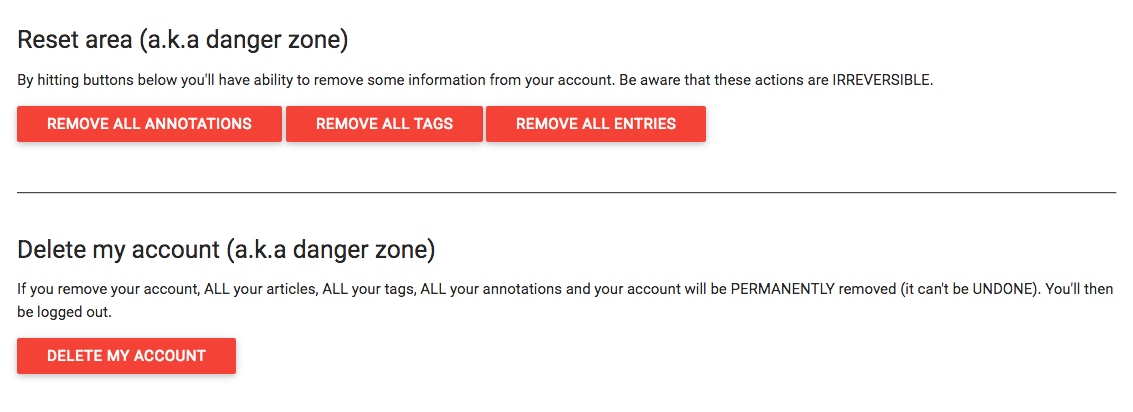 Reset area (a.k.a danger zone)
By hitting buttons below you'll have ability to remove some information from your account. Be aware that these actions are IRREVERSIBLE.
REMOVE ALL ANNOTATIONS REMOVE ALL TAGS REMOVE ALL ENTRIES
Delete my account (a.k.a danger zone)
If you remove your account, ALL your articles, ALL your tags, ALL your annotations and your account will be PERMANENTLY removed (it can't be UNDONE). You'll then
be logged out.
DELETE MY ACCOUNT